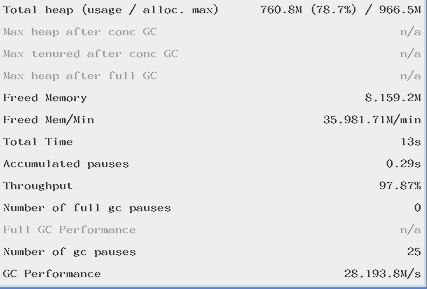 Total heap (usage / alloc. max) 760.8M (78.7%) / 966.5M
Max heap after conc GC n/a
Max tenured after conc GC n/a
Max heap after full GC n/a
Freed Memory 8,159.2M
Freed Mem/Min 35,981.71M/min
Total Time 13s
Accumulated pauses 0.29s
Throughput 97.87%
Number of full gc pauses 0
Full GC Performance n/a
Number of gc pauses 25
GC Performance 28,193.8M/s